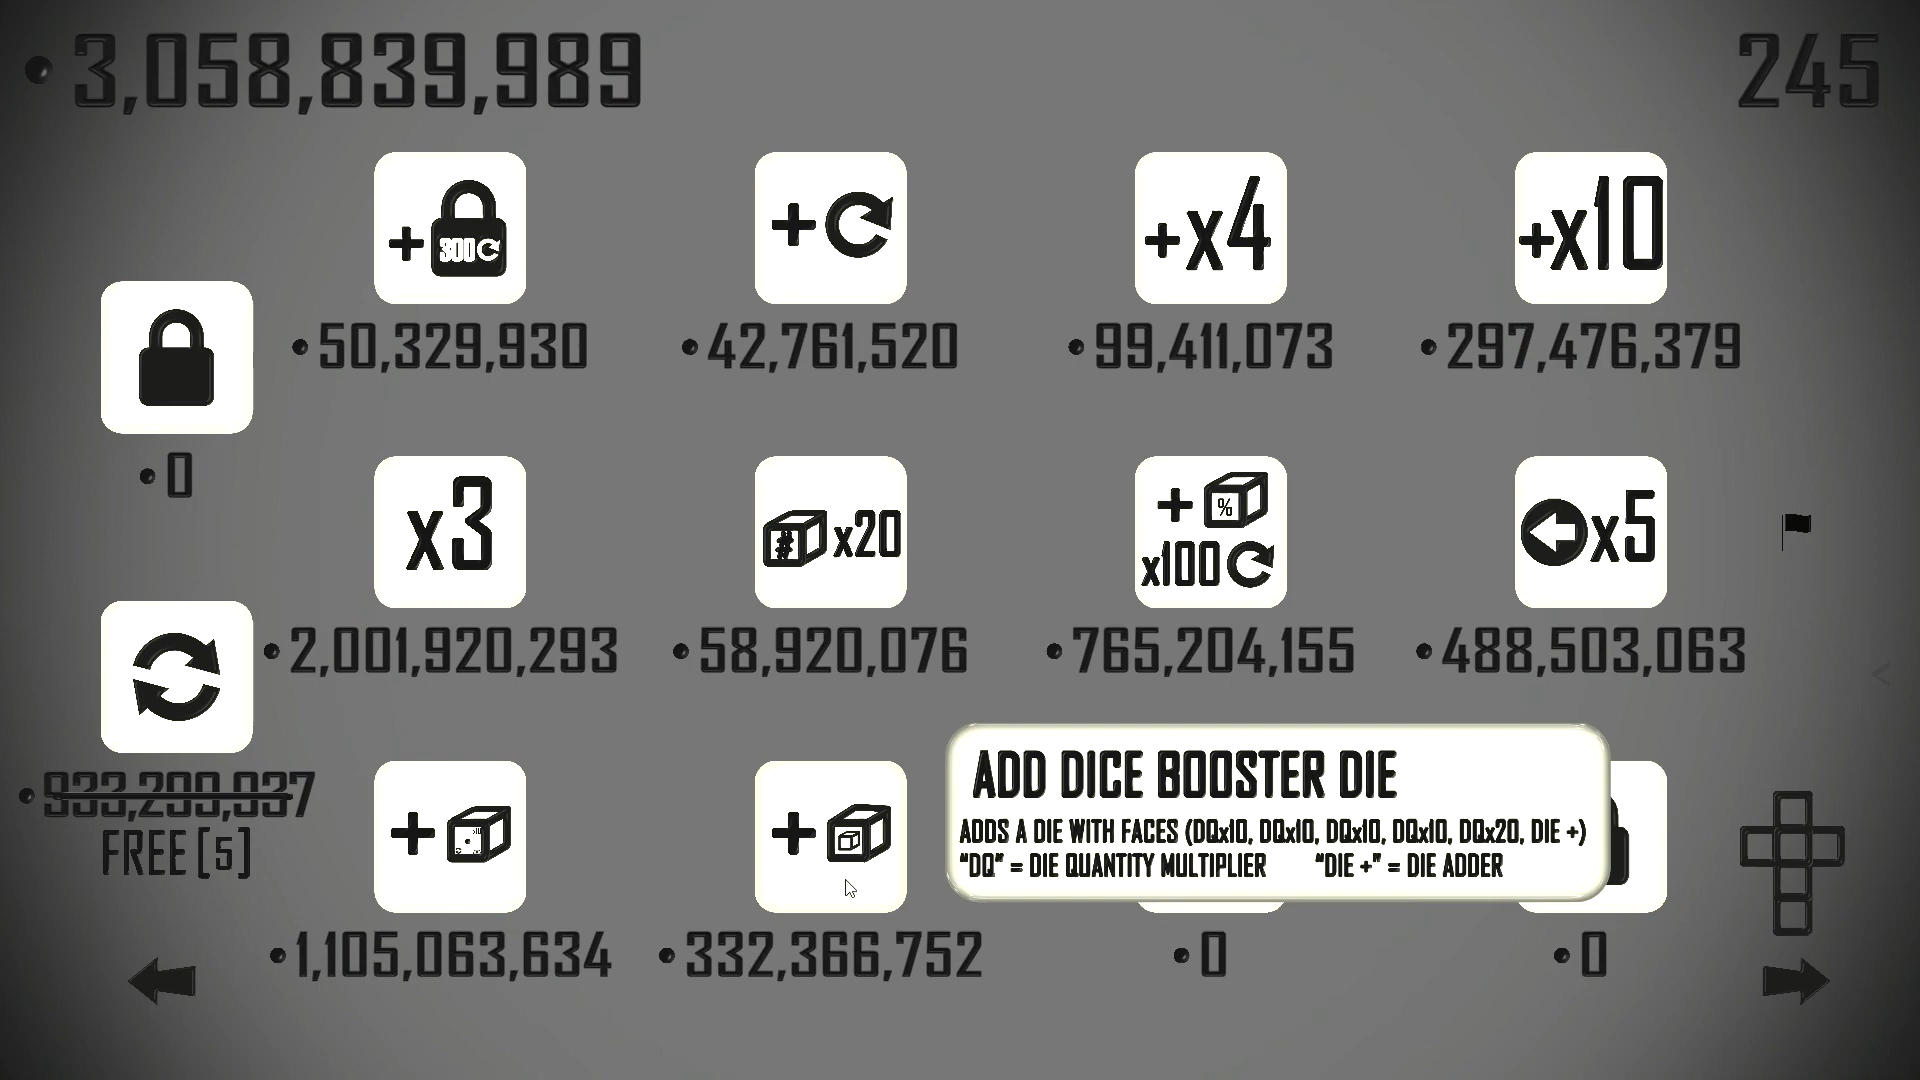 3,058,839,989
245
+ 300
+
+x4
+x10
50,329,930
42,761,520
99,411,073
297,476,379
0
x3
# x20
+ %
x100
x5
2,001,920,293
58,920,076
765,204,155
488,503,063
<
933,200,937
FREE [5]
+
+
ADD DICE BOOSTER DIE
ADDS A DIE WITH FACES (DQx10, DQx10, DQx10, DQx10, DQx20, DIE +)
"DQ" = DIE QUANTITY MULTIPLIER "DIE +" = DIE ADDER
1,105,063,634
332,366,752
0
0